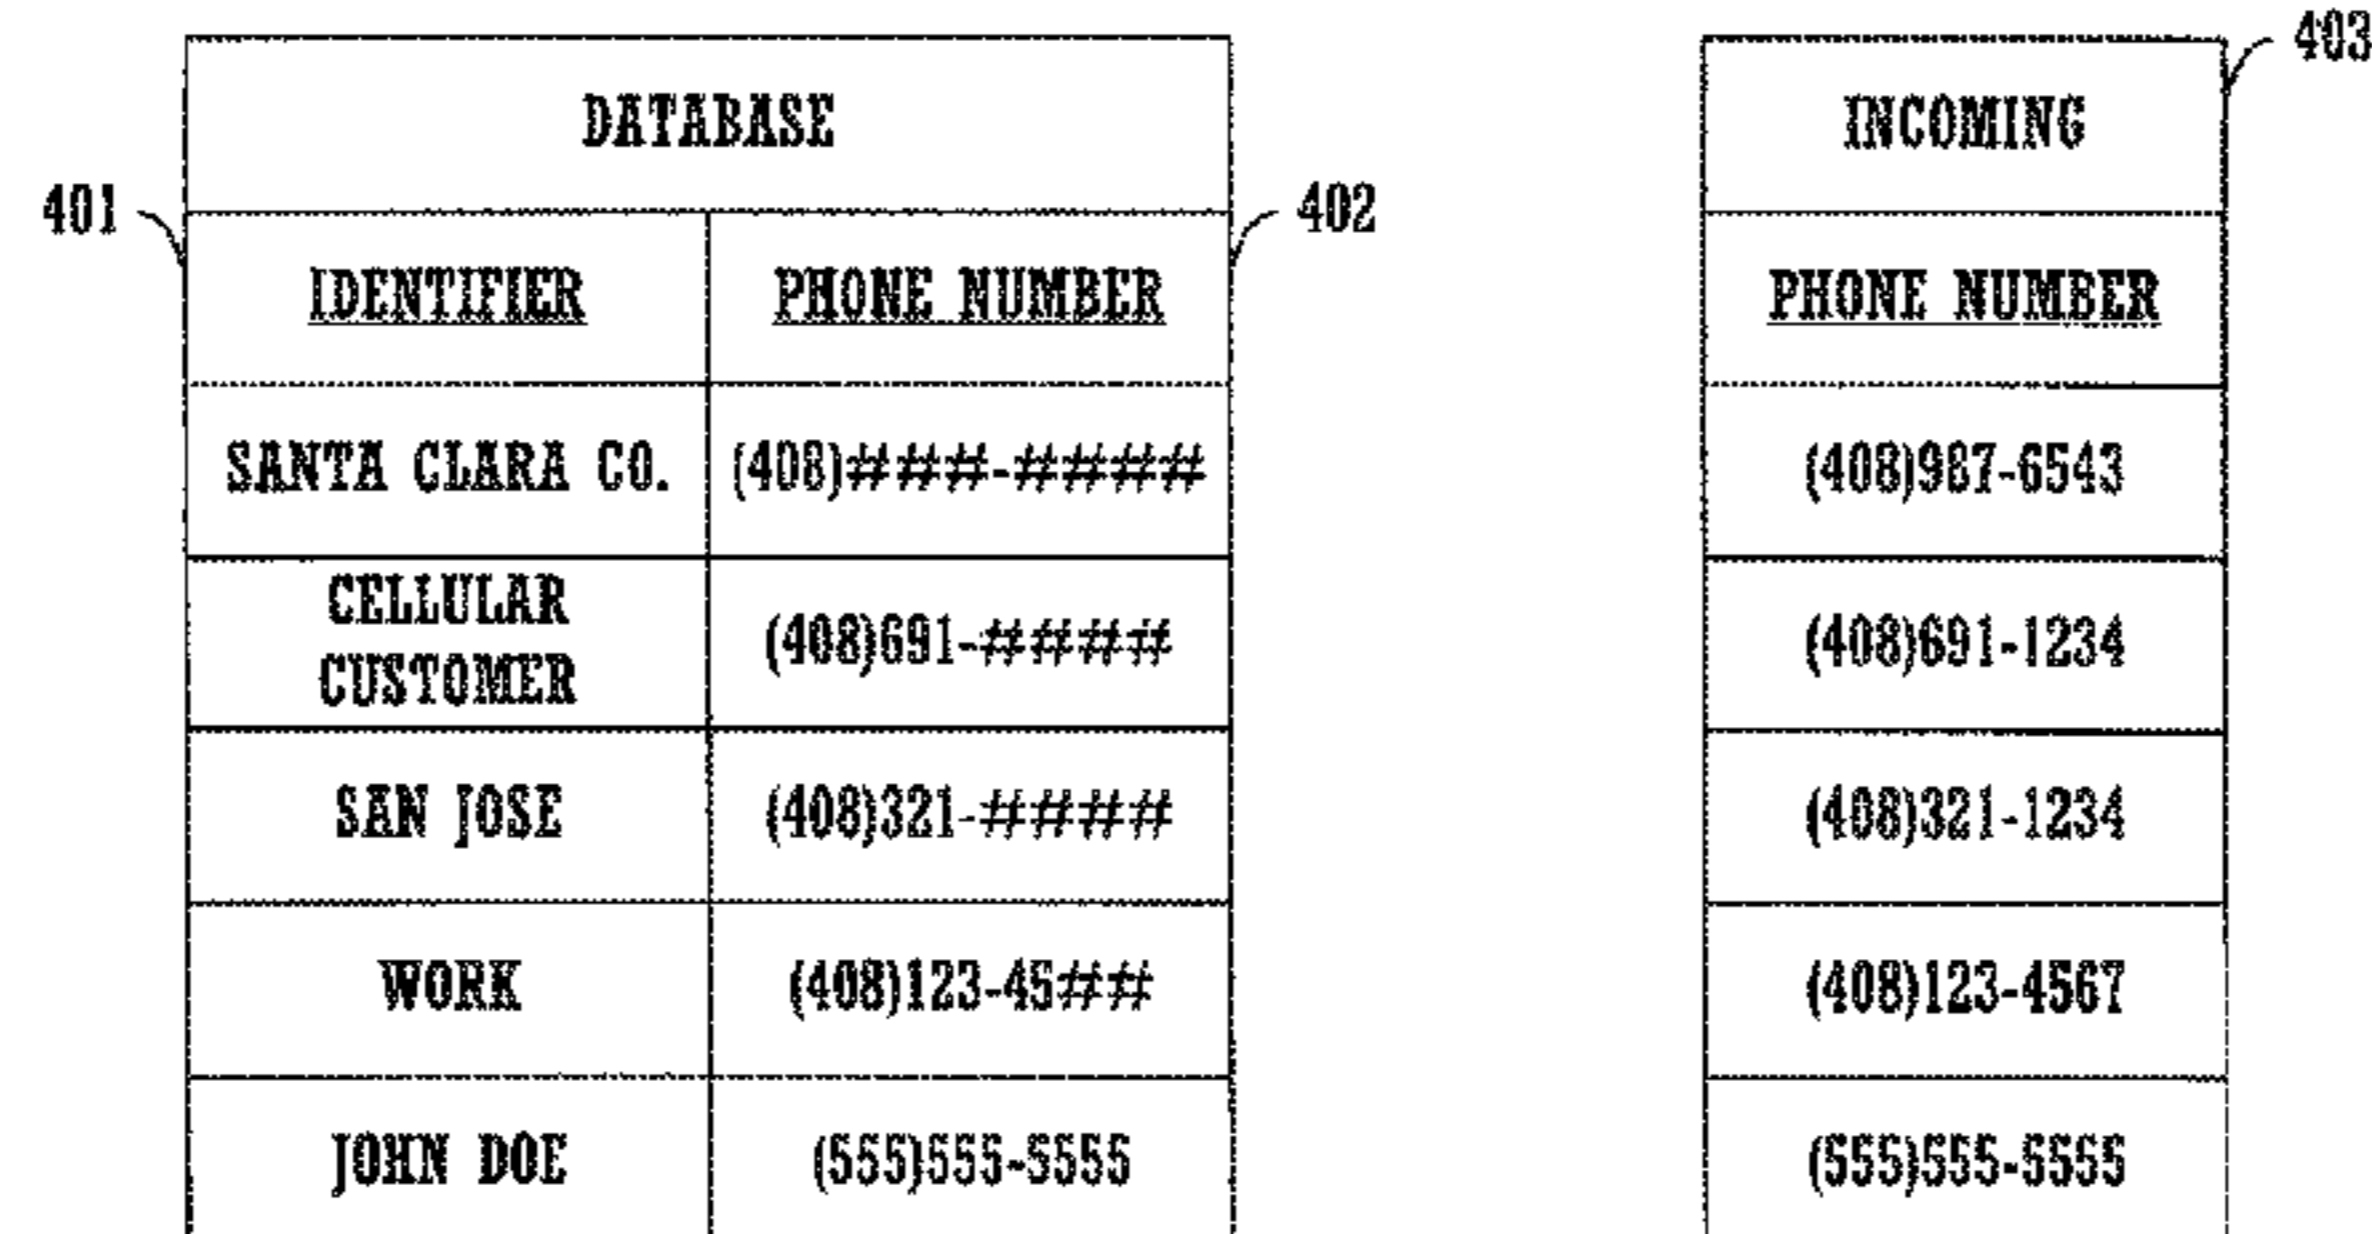 403
DATABASE
INCOMING
401
402
IDENTIFIER
PHONE NUMBER
PHONE NUMBER
SANTA CLARA CO.
(408)###-####
(408)987-6543
CELLULAR
CUSTOMER
(408)691-####
(408)691-1234
SAN JOSE
(408)321-####
(408)321-1234
WORK
(408)123-45##
(408)123-4567
JOHN DOE
(555)555-5555
(555)555-5555